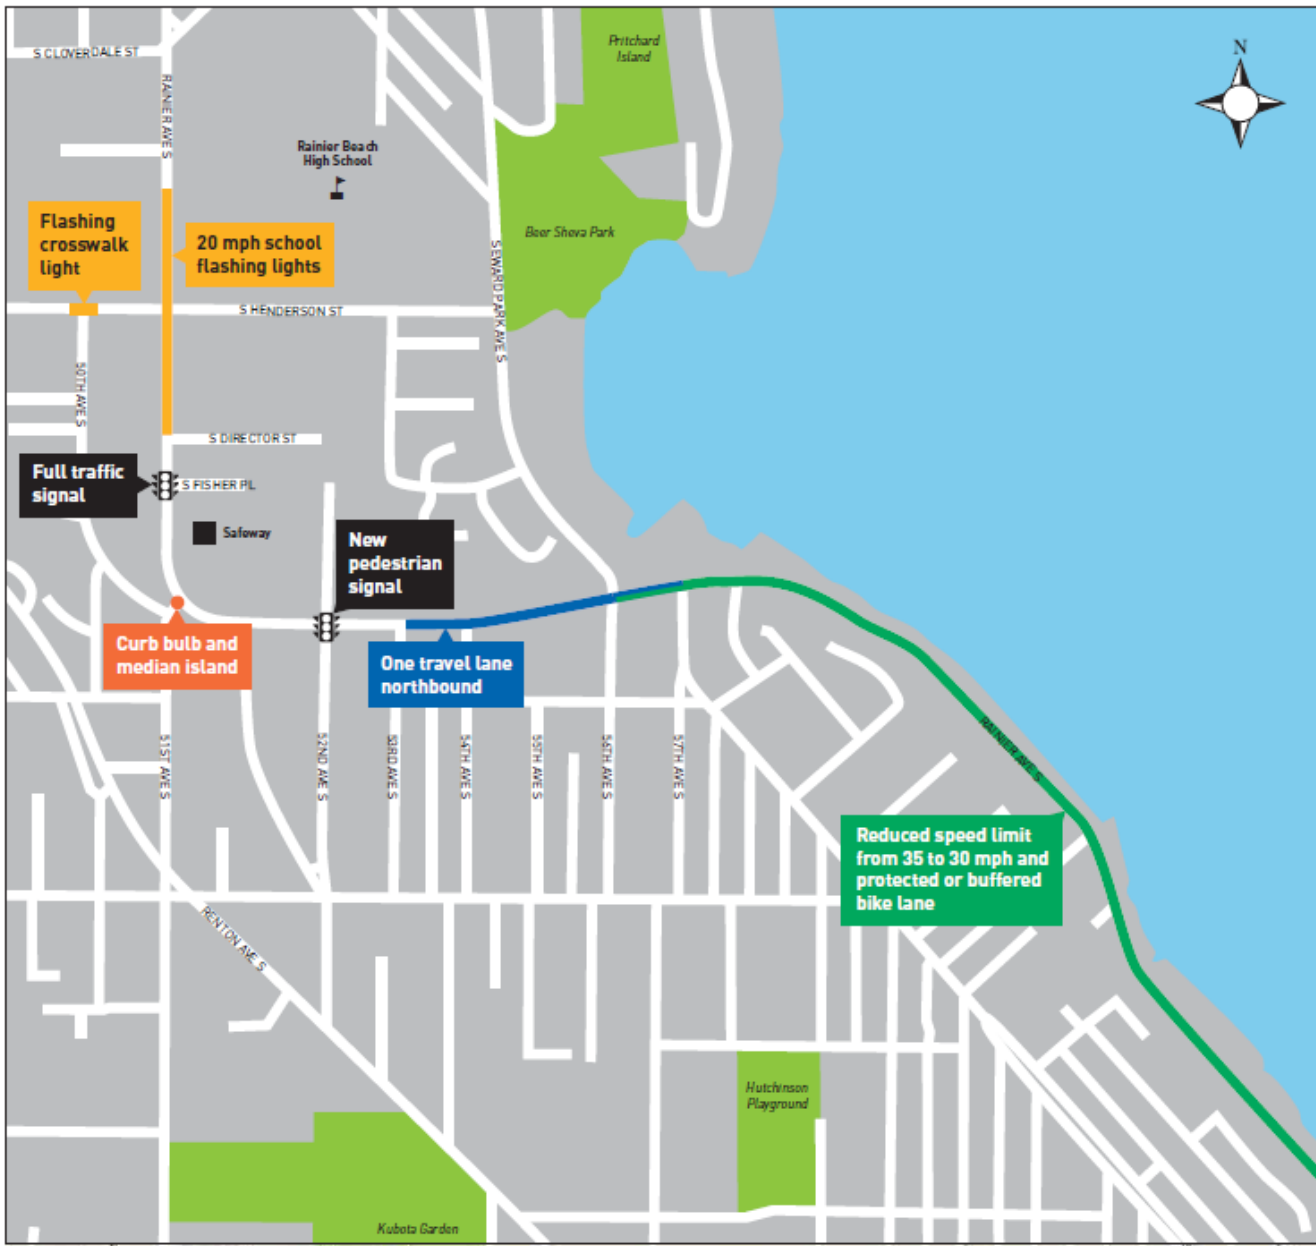 Pritchard
Island
N
S CLOVERDALE ST
RAINIER AVE S
Rainier Beach
High School
Flashing
crosswalk
light
20 mph school
flashing lights
Beer Sheva Park
SEWARD PARK AVE S
S HENDERSON ST
50TH AVE S
S DIRECTOR ST
Full traffic
signal
S FISHER PL
Safeway
New
pedestrian
signal
Curb bulb and
median island
One travel lane
northbound
51ST AVE S
52ND AVE S
53RD AVE S
54TH AVE S
55TH AVE S
56TH AVE S
57TH AVE S
RAINIER AVE S
Reduced speed limit
from 35 to 30 mph and
protected or buffered
bike lane
RENTON AVE S
Hutchinson
Playground
Kubota Garden